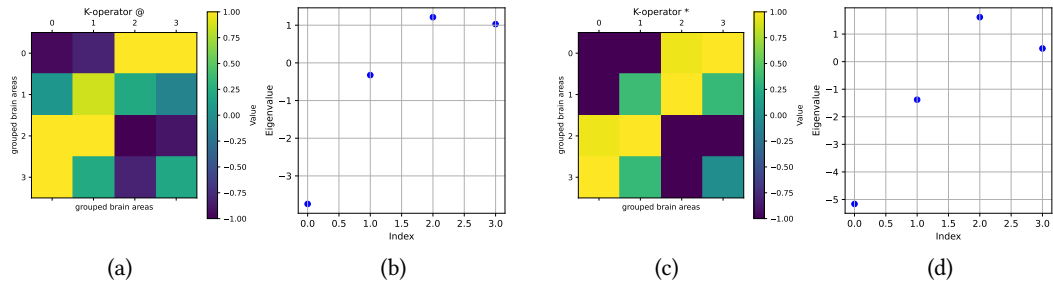 K-operator @
0 1 2 3
grouped brain areas
0
1
2
3
grouped brain areas
1.00
0.75
0.50
0.25
0.00
−0.25
−0.50
−0.75
−1.00
Value
(a)
Eigenvalue
1
0
−1
−2
−3
0.0 0.5 1.0 1.5 2.0 2.5 3.0
Index
(b)
K-operator *
0 1 2 3
grouped brain areas
0
1
2
3
grouped brain areas
1.00
0.75
0.50
0.25
0.00
−0.25
−0.50
−0.75
−1.00
Value
(c)
Eigenvalue
1
0
−1
−2
−3
−4
−5
0.0 0.5 1.0 1.5 2.0 2.5 3.0
Index
(d)